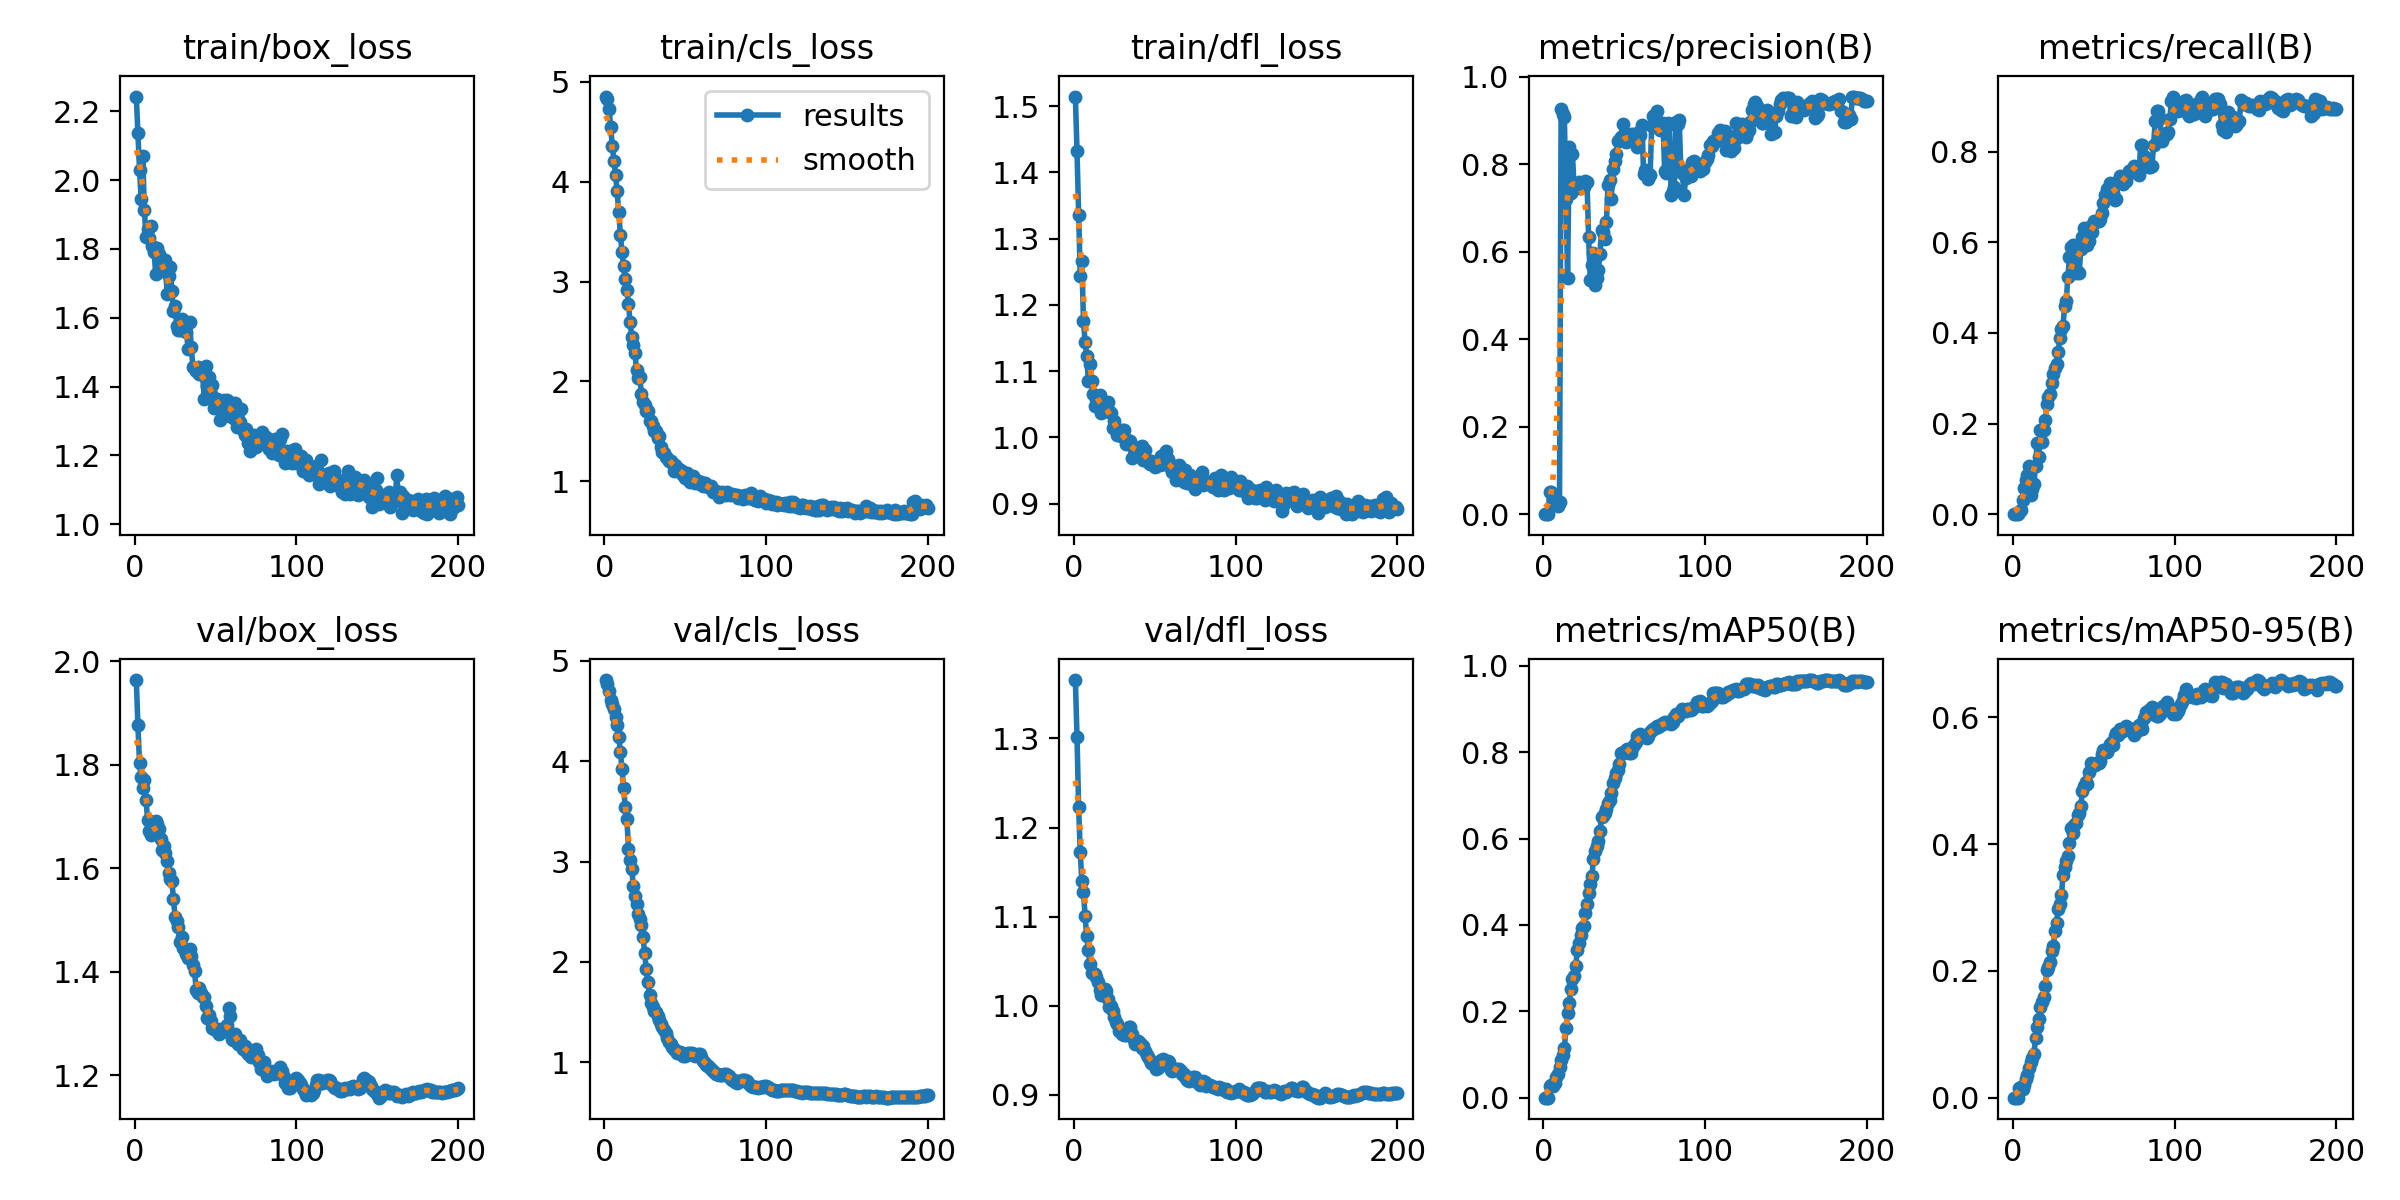 train/box_loss
2.2
2.0
1.8
1.6
1.4
1.2
1.0
0 100 200
train/cls_loss
5
4
3
2
1
0 100 200
results
smooth
train/dfl_loss
1.5
1.4
1.3
1.2
1.1
1.0
0.9
0 100 200
metrics/precision(B)
1.0
0.8
0.6
0.4
0.2
0.0
0 100 200
metrics/recall(B)
0.8
0.6
0.4
0.2
0.0
0 100 200
val/box_loss
2.0
1.8
1.6
1.4
1.2
0 100 200
val/cls_loss
5
4
3
2
1
0 100 200
val/dfl_loss
1.3
1.2
1.1
1.0
0.9
0 100 200
metrics/mAP50(B)
1.0
0.8
0.6
0.4
0.2
0.0
0 100 200
metrics/mAP50-95(B)
0.6
0.4
0.2
0.0
0 100 200